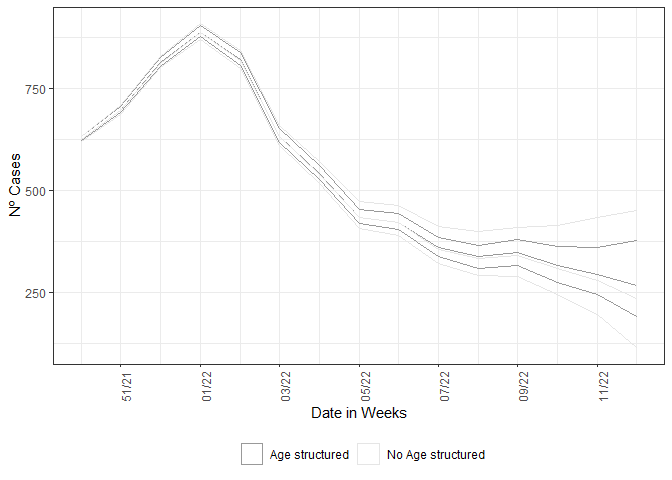 Nº Cases
750
500
250
51/21
01/22
03/22
05/22
07/22
09/22
11/22
Date in Weeks
Age structured
No Age structured